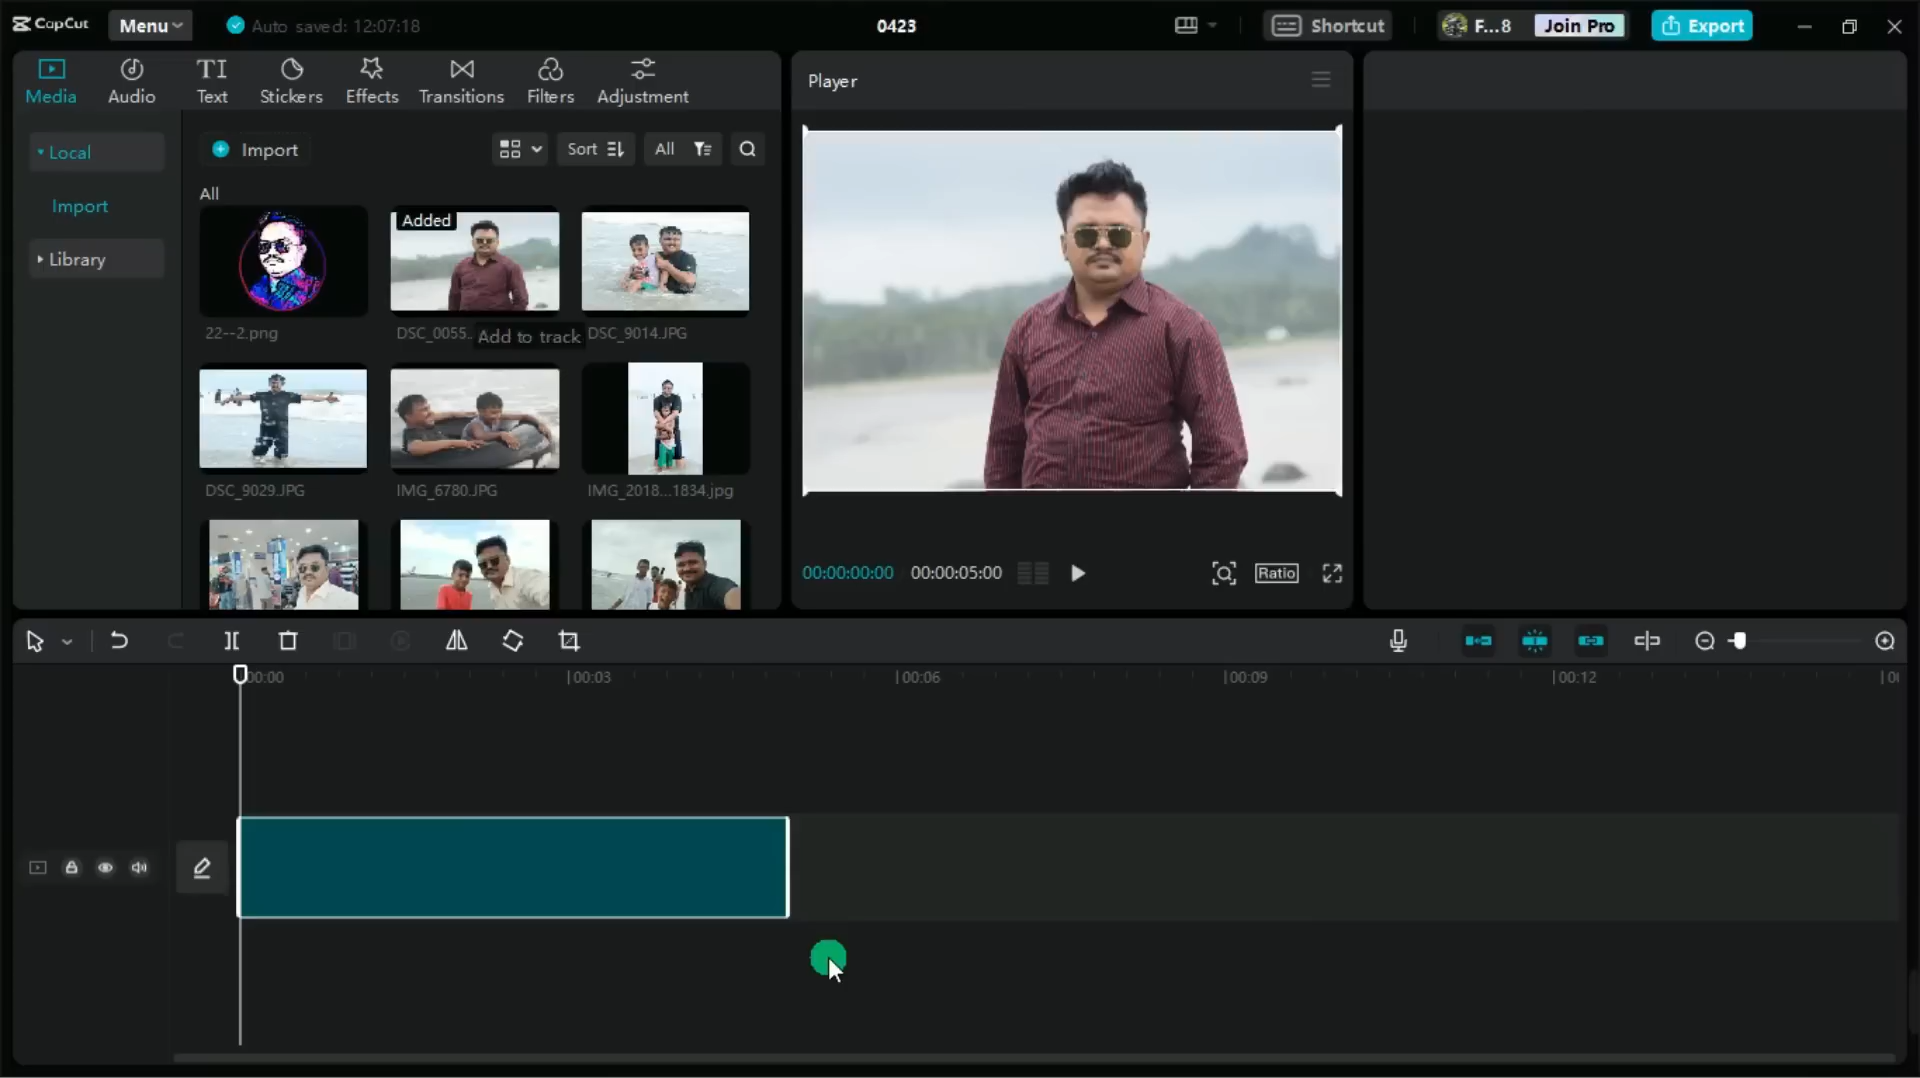 CapCut
Menu
Auto saved: 12:07:18
0423
Shortcut
F...8
Join Pro
Export
Media
Audio
TI
Text
Stickers
Effects
Transitions
Filters
Adjustment
Player
Local
Import
Library
Import
Sort
All
All
Added
22--2.png
DSC_0055..
Add to track
DSC_9014.JPG
DSC_9029.JPG
IMG_6780.JPG
IMG_2018...1834.jpg
00:00:00:00
00:00:05:00
Ratio
00:00
00:03
00:06
00:09
00:12